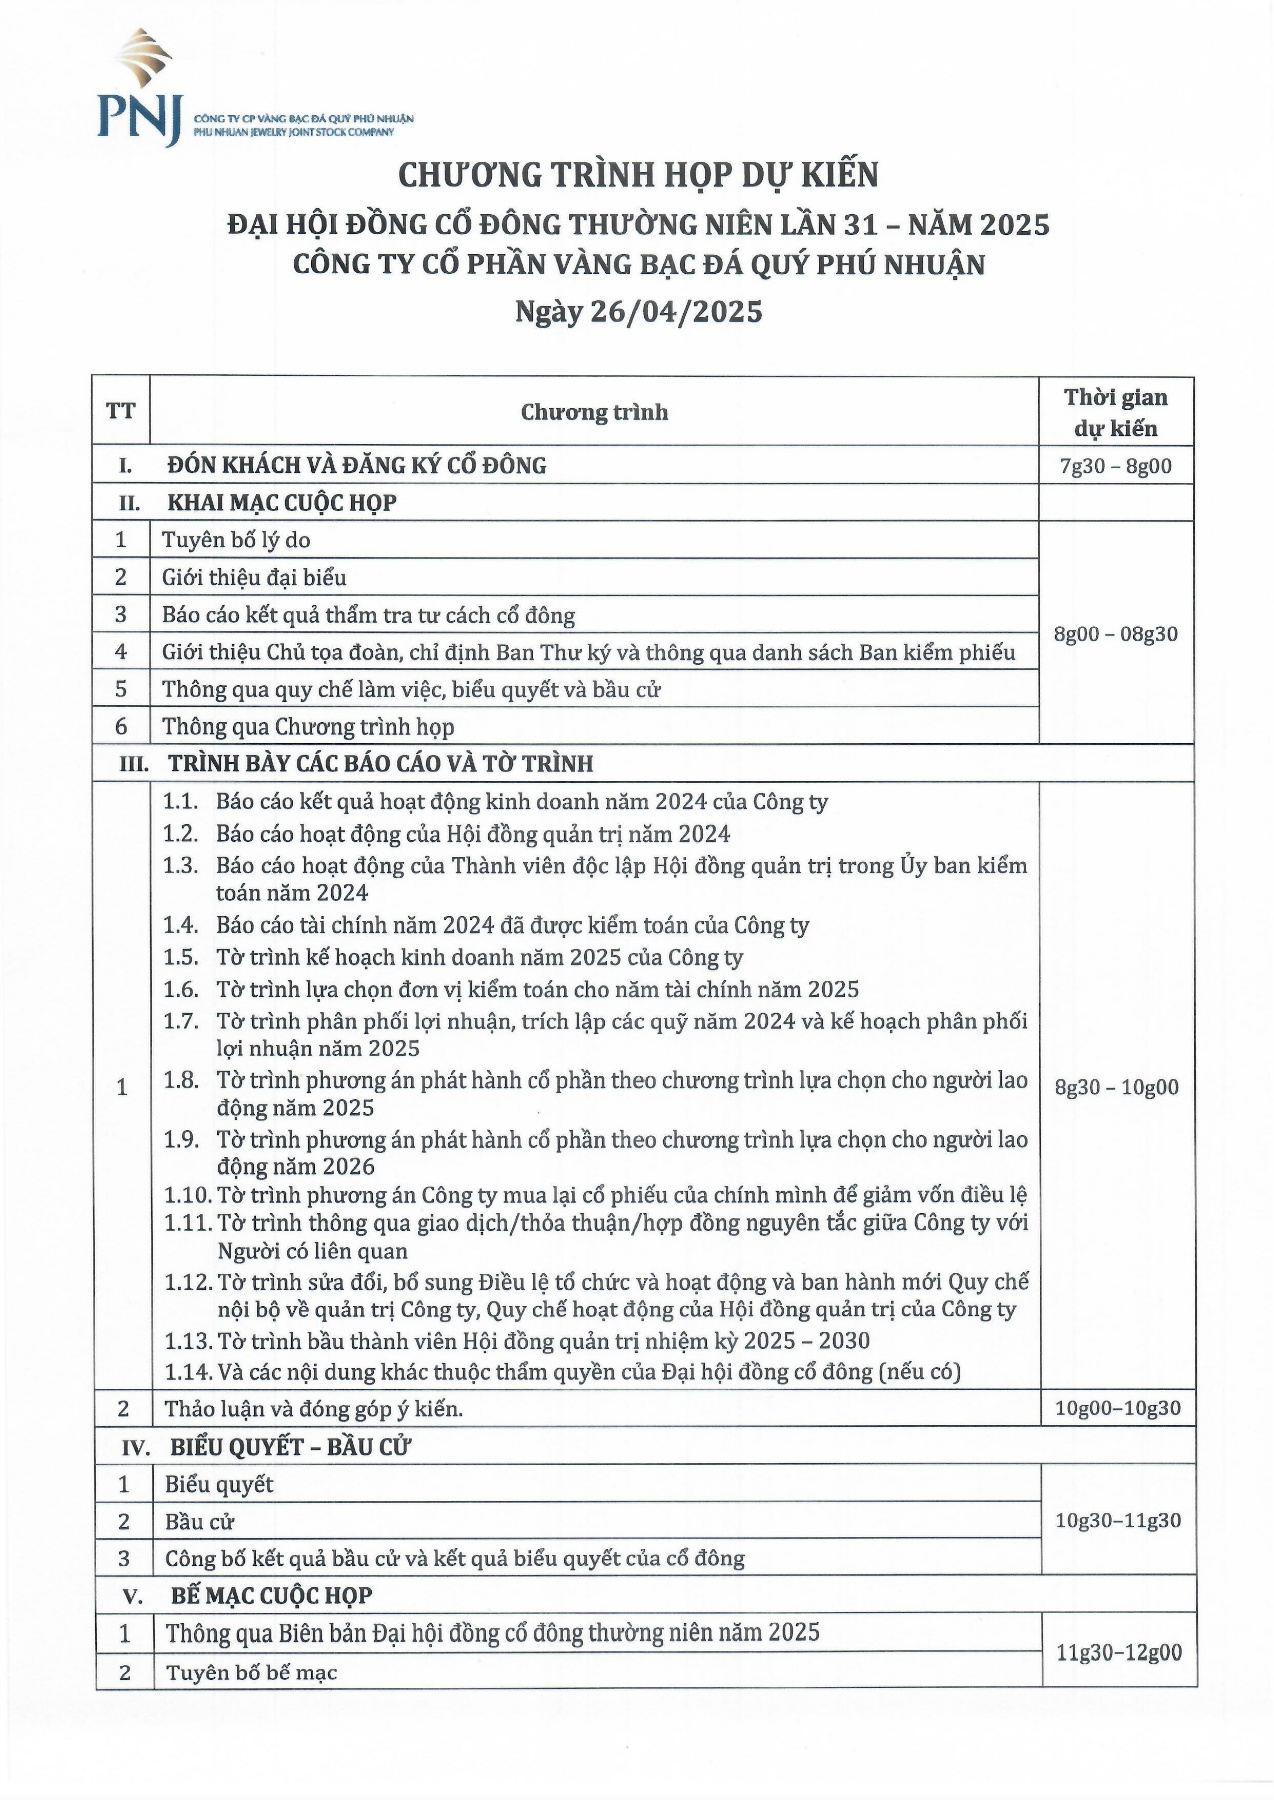 PNJ
CÔNG TY CP VÀNG BẠC ĐÁ QUÝ PHÚ NHUẬN
PHU NHUAN JEWELRY JOINT STOCK COMPANY
CHƯƠNG TRÌNH HỌP DỰ KIẾN
ĐẠI HỘI ĐỒNG CỔ ĐÔNG THƯỜNG NIÊN LẦN 31 – NĂM 2025
CÔNG TY CỔ PHẦN VÀNG BẠC ĐÁ QUÝ PHÚ NHUẬN
Ngày 26/04/2025
TT Chương trình Thời gian
dự kiến
I. ĐÓN KHÁCH VÀ ĐĂNG KÝ CỔ ĐÔNG 7g30 – 8g00
II. KHAI MẠC CUỘC HỌP
1 Tuyên bố lý do
2 Giới thiệu đại biểu
3 Báo cáo kết quả thẩm tra tư cách cổ đông
8g00 – 08g30
4 Giới thiệu Chủ tọa đoàn, chỉ định Ban Thư ký và thông qua danh sách Ban kiểm phiếu
5 Thông qua quy chế làm việc, biểu quyết và bầu cử
6 Thông qua Chương trình họp
III. TRÌNH BÀY CÁC BÁO CÁO VÀ TỜ TRÌNH
1.1. Báo cáo kết quả hoạt động kinh doanh năm 2024 của Công ty
1.2. Báo cáo hoạt động của Hội đồng quản trị năm 2024
1.3. Báo cáo hoạt động của Thành viên độc lập Hội đồng quản trị trong Ủy ban kiểm
toán năm 2024
1.4. Báo cáo tài chính năm 2024 đã được kiểm toán của Công ty
1.5. Tờ trình kế hoạch kinh doanh năm 2025 của Công ty
1.6. Tờ trình lựa chọn đơn vị kiểm toán cho năm tài chính năm 2025
1.7. Tờ trình phân phối lợi nhuận, trích lập các quỹ năm 2024 và kế hoạch phân phối
lợi nhuận năm 2025
1.8. Tờ trình phương án phát hành cổ phần theo chương trình lựa chọn cho người lao
1 8g30 – 10g00
động năm 2025
1.9. Tờ trình phương án phát hành cổ phần theo chương trình lựa chọn cho người lao
động năm 2026
1.10. Tờ trình phương án Công ty mua lại cổ phiếu của chính mình để giảm vốn điều lệ
1.11. Tờ trình thông qua giao dịch/thỏa thuận/hợp đồng nguyên tắc giữa Công ty với
Người có liên quan
1.12. Tờ trình sửa đổi, bổ sung Điều lệ tổ chức và hoạt động và ban hành mới Quy chế
nội bộ về quản trị Công ty, Quy chế hoạt động của Hội đồng quản trị của Công ty
1.13. Tờ trình bầu thành viên Hội đồng quản trị nhiệm kỳ 2025 – 2030
1.14. Và các nội dung khác thuộc thẩm quyền của Đại hội đồng cổ đông (nếu có)
2 Thảo luận và đóng góp ý kiến. 10g00–10g30
IV. BIỂU QUYẾT – BẦU CỬ
1 Biểu quyết
2 Bầu cử 10g30–11g30
3 Công bố kết quả bầu cử và kết quả biểu quyết của cổ đông
V. BẾ MẠC CUỘC HỌP
1 Thông qua Biên bản Đại hội đồng cổ đông thường niên năm 2025
11g30–12g00
2 Tuyên bố bế mạc